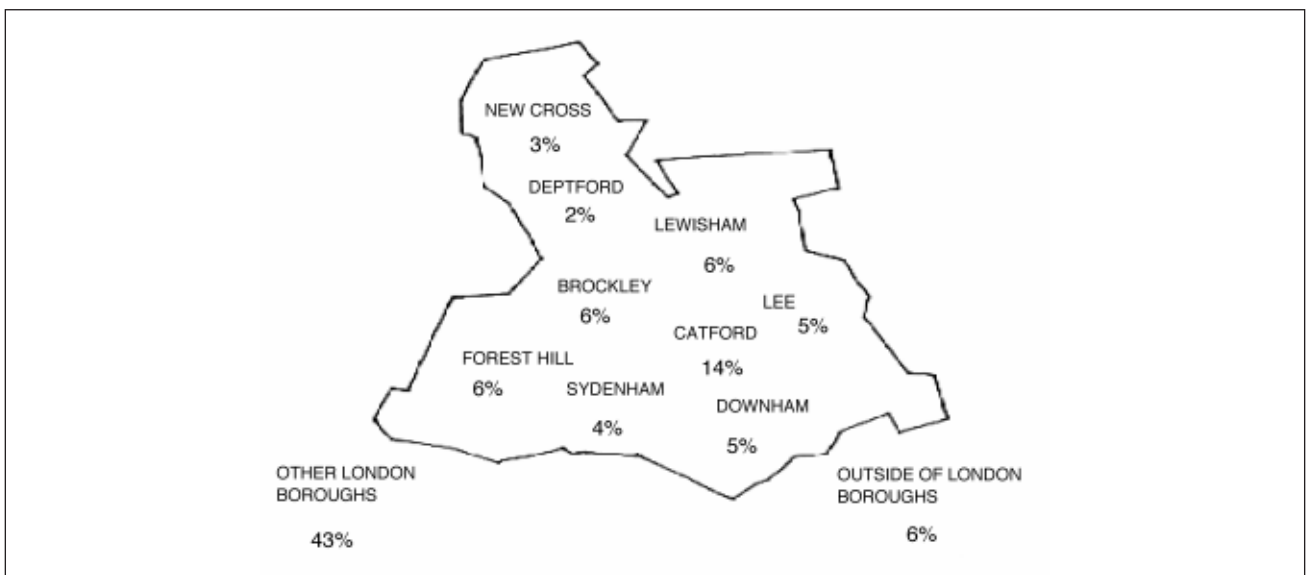 NEW CROSS
3%
DEPTFORD
2%
LEWISHAM
6%
BROCKLEY
6%
LEE
5%
CATFORD
14%
FOREST HILL
6%
SYDENHAM
4%
DOWNHAM
5%
OTHER LONDON
BOROUGHS
43%
OUTSIDE OF LONDON
BOROUGHS
6%